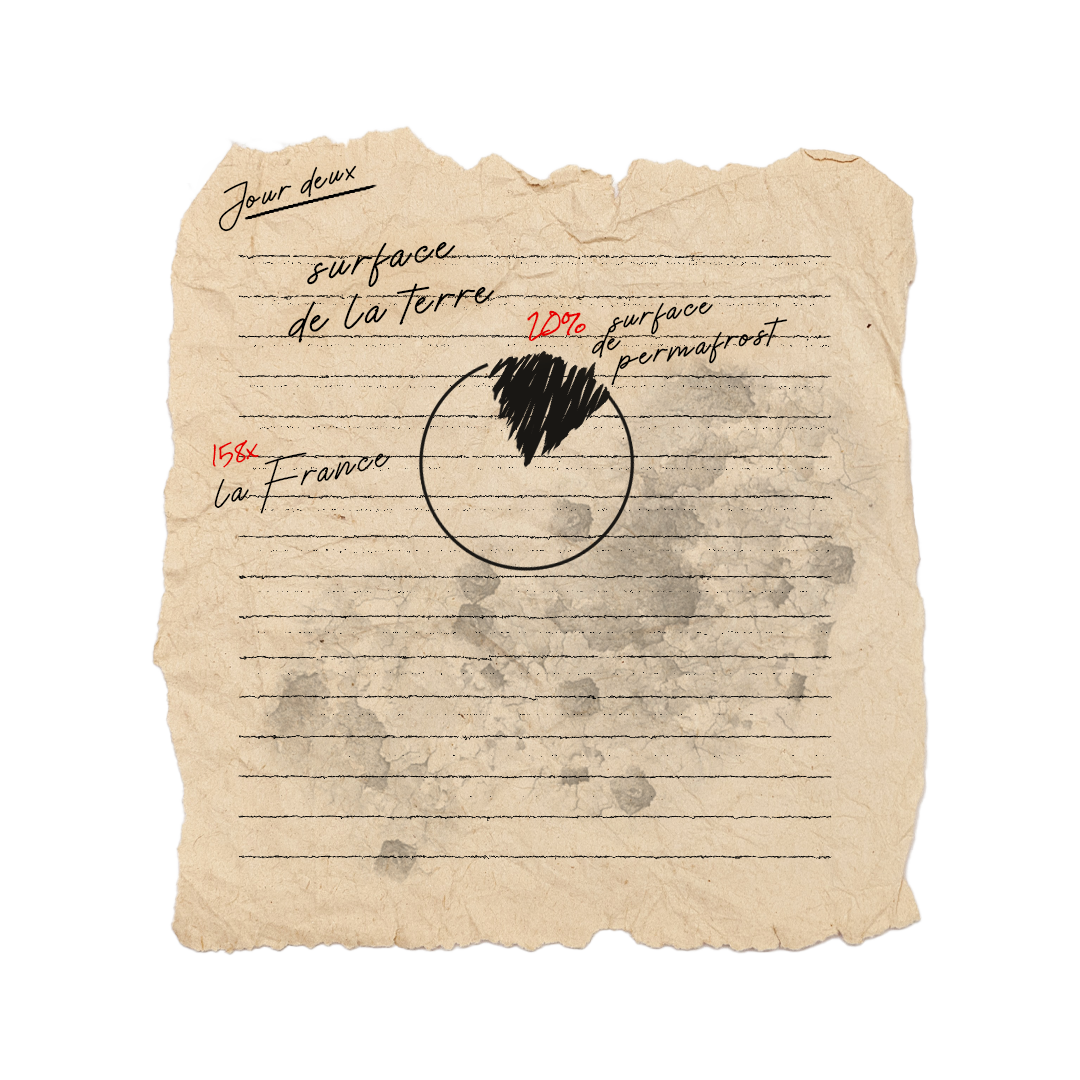 Jour deux
surface
de la terre
20% surface
de permafrost
158x
la France